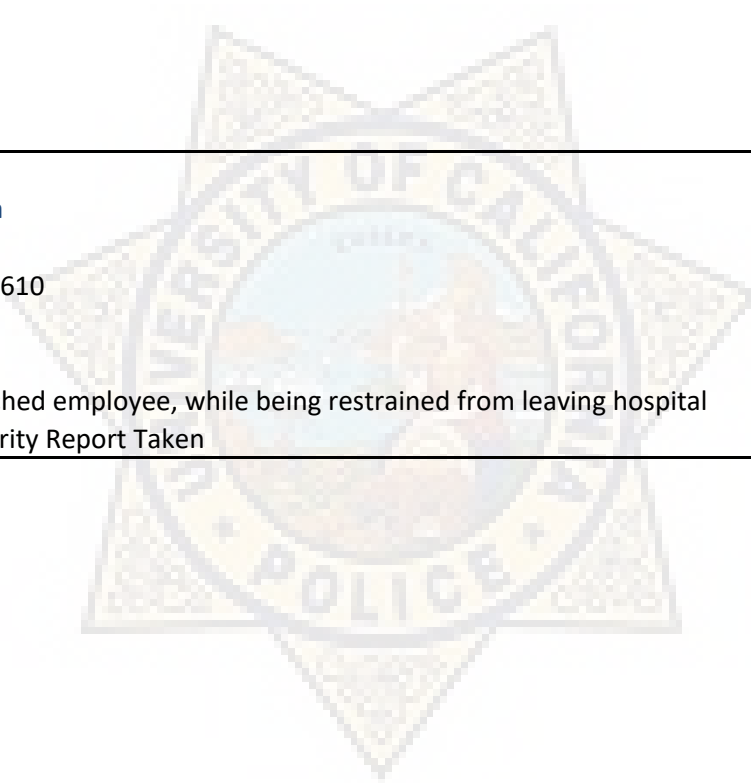 610
hed employee, while being restrained from leaving hospital
rity Report Taken
UNIVERSITY OF CALIFORNIA
POLICE